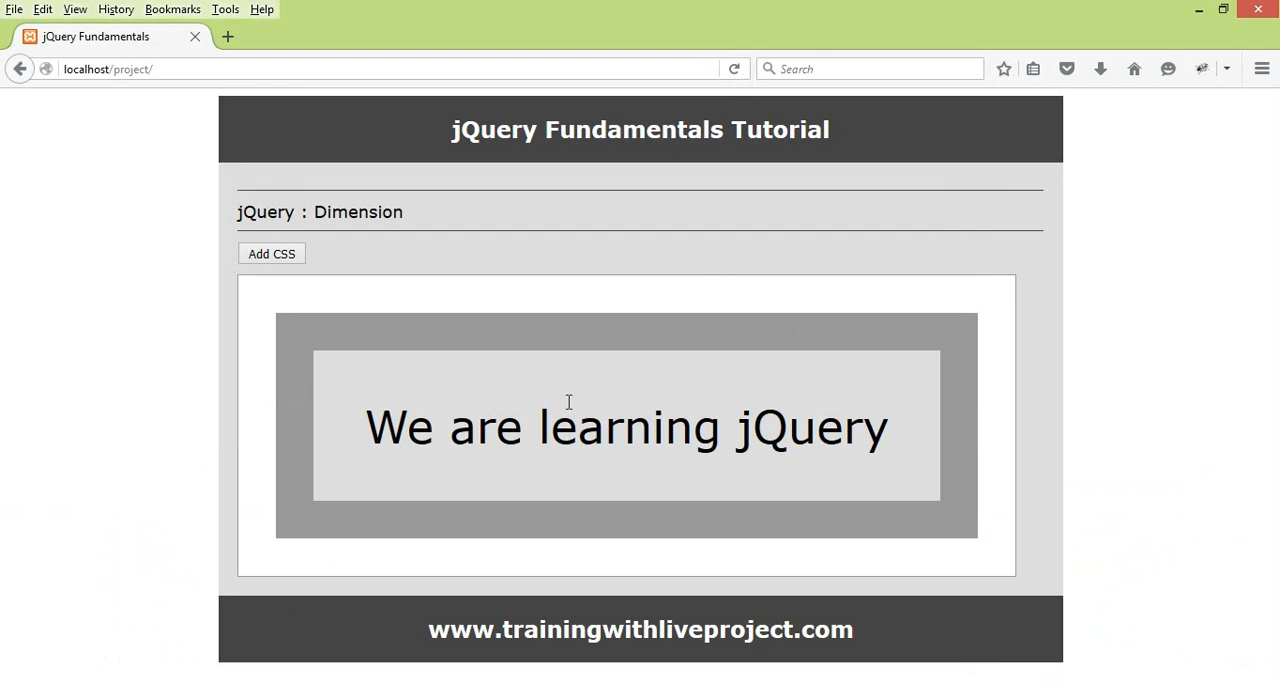 File Edit View History Bookmarks Tools Help
jQuery Fundamentals
localhost/project/
Search
jQuery Fundamentals Tutorial
jQuery : Dimension
Add CSS
We are learning jQuery
www.trainingwithliveproject.com